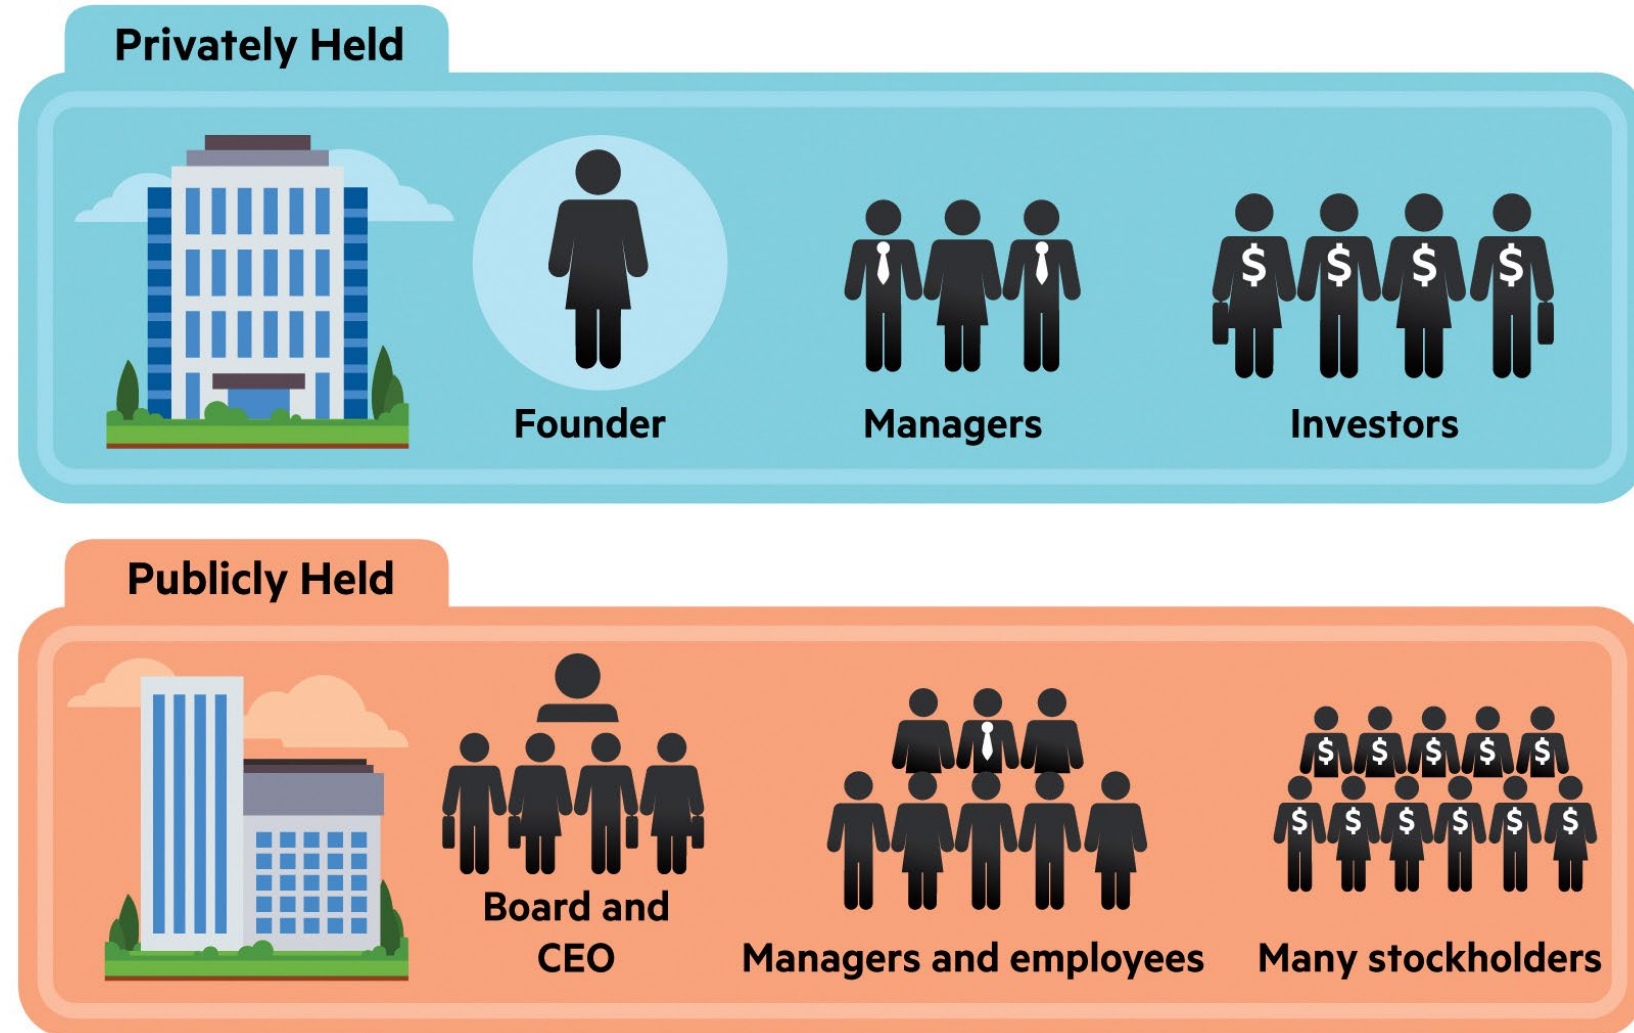 Privately Held
Founder
Managers
$ $ $ $
Investors
Publicly Held
$ $ $ $ $
$ $ $ $ $ $
Board and
CEO
Managers and employees
Many stockholders